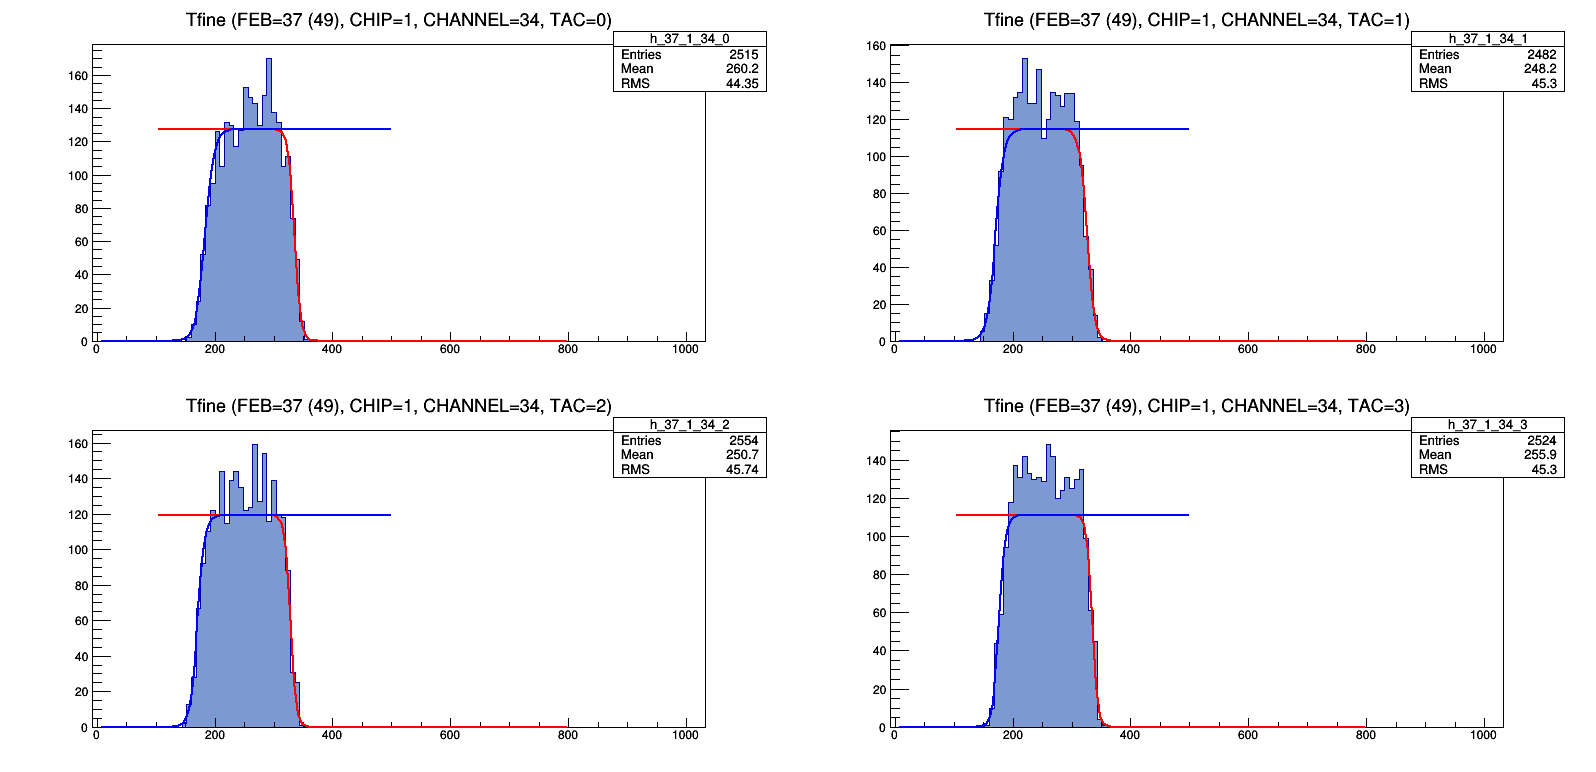 Tfine (FEB=37 (49), CHIP=1, CHANNEL=34, TAC=0)
h_37_1_34_0
Entries 2515
Mean 260.2
RMS 44.35
160
140
120
100
80
60
40
20
0
0 200 400 600 800 1000
Tfine (FEB=37 (49), CHIP=1, CHANNEL=34, TAC=1)
h_37_1_34_1
Entries 2482
Mean 248.2
RMS 45.3
160
140
120
100
80
60
40
20
0
0 200 400 600 800 1000
Tfine (FEB=37 (49), CHIP=1, CHANNEL=34, TAC=2)
h_37_1_34_2
Entries 2554
Mean 250.7
RMS 45.74
160
140
120
100
80
60
40
20
0
0 200 400 600 800 1000
Tfine (FEB=37 (49), CHIP=1, CHANNEL=34, TAC=3)
h_37_1_34_3
Entries 2524
Mean 255.9
RMS 45.3
140
120
100
80
60
40
20
0
0 200 400 600 800 1000